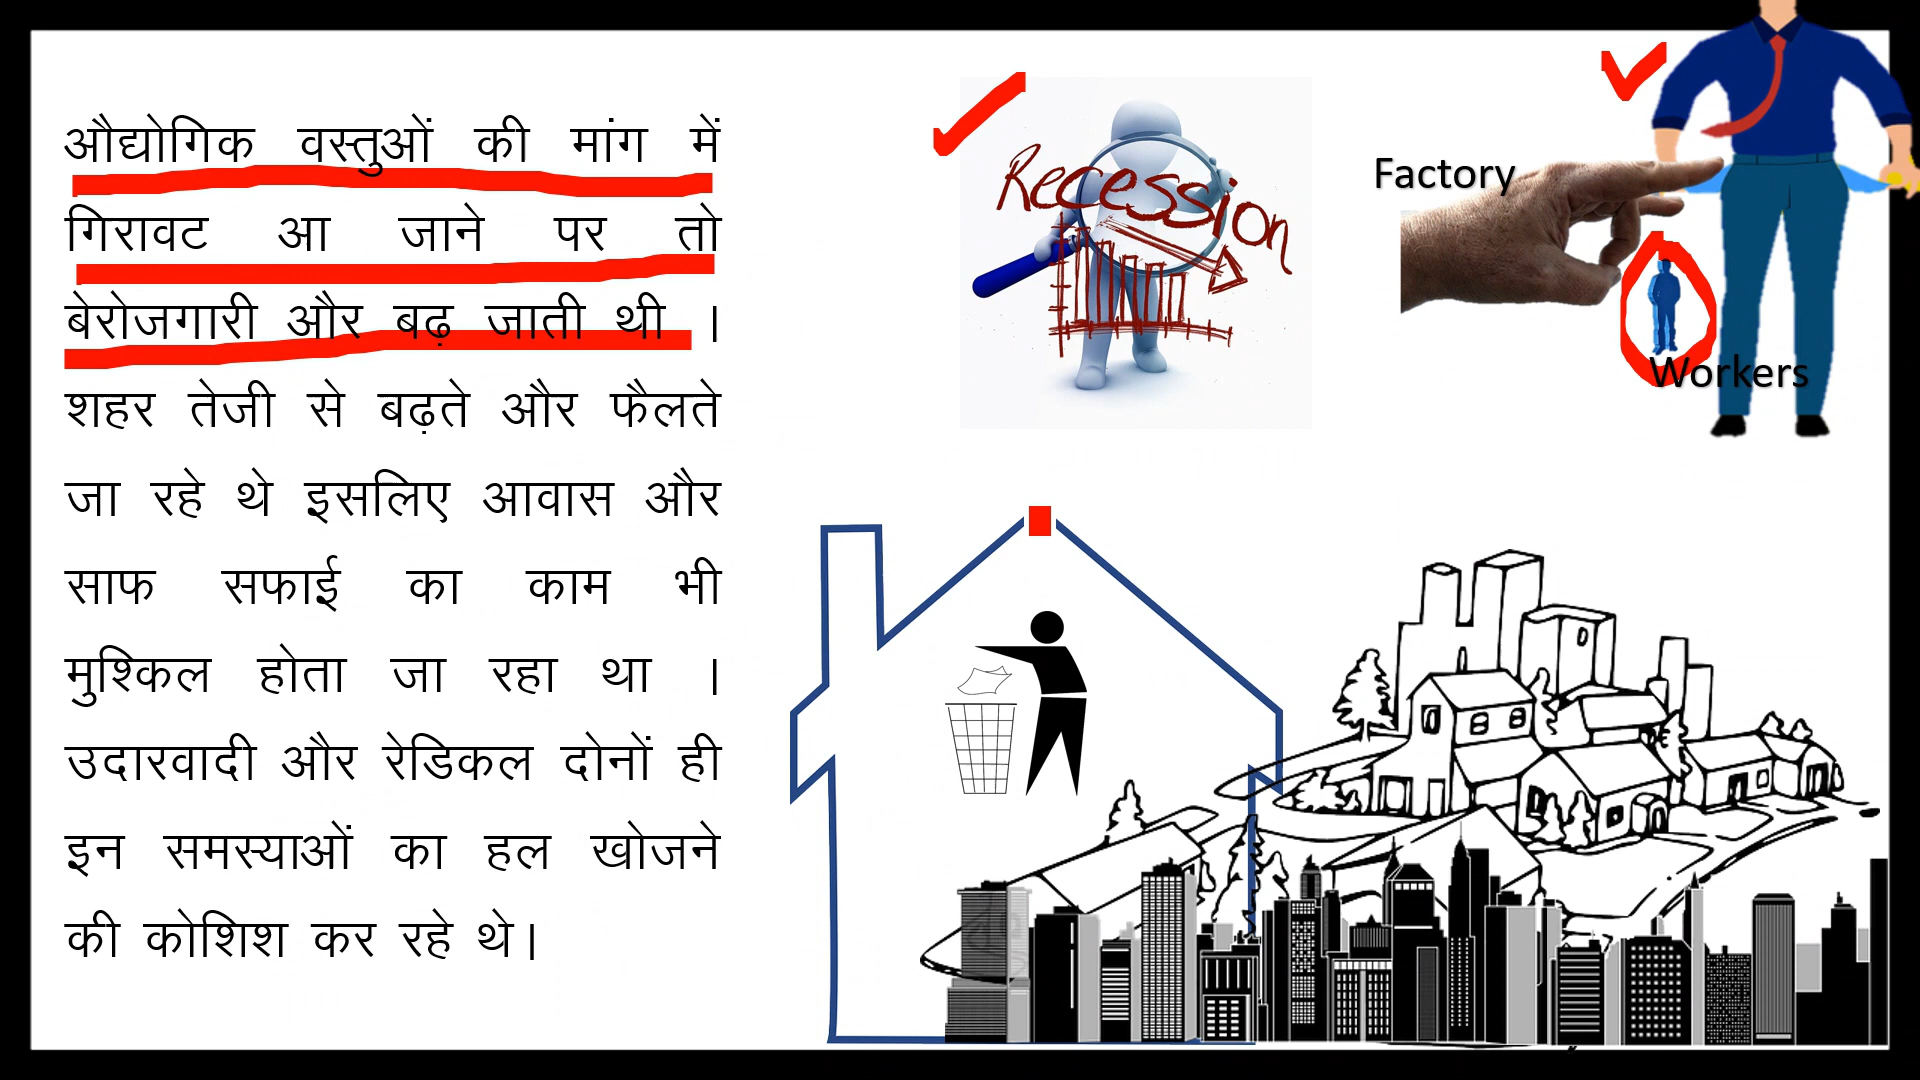 औद्योगिक वस्तुओं की मांग में
गिरावट आ जाने पर तो
बेरोजगारी और बढ़ जाती थी ।
शहर तेजी से बढ़ते और फैलते
जा रहे थे इसलिए आवास और
साफ सफाई का काम भी
मुश्किल होता जा रहा था ।
उदारवादी और रेडिकल दोनों ही
इन समस्याओं का हल खोजने
की कोशिश कर रहे थे।
Recession
Factory
Workers